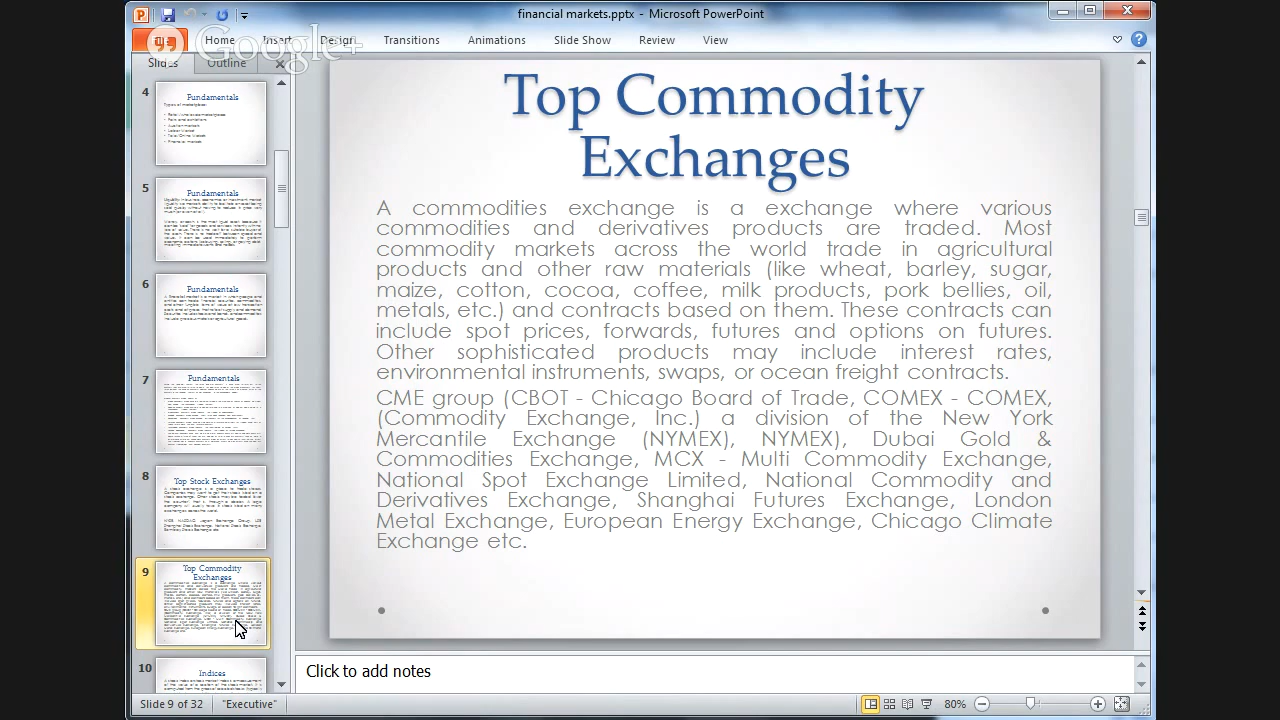 financial markets.pptx - Microsoft PowerPoint
File Home Insert Design Transitions Animations Slide Show Review View
Google+
Slides Outline
4
Fundamentals
5
Fundamentals
6
Fundamentals
7
Fundamentals
8
Top Stock Exchanges
9
Top Commodity
Exchanges
10
Indices
Top Commodity
Exchanges
A commodities exchange is a exchange where various
commodities and derivatives products are traded. Most
commodity markets across the world trade in agricultural
products and other raw materials (like wheat, barley, sugar,
maize, cotton, cocoa, coffee, milk products, pork bellies, oil,
metals, etc.) and contracts based on them. These contracts can
include spot prices, forwards, futures and options on futures.
Other sophisticated products may include interest rates,
environmental instruments, swaps, or ocean freight contracts.
CME group (CBOT - Chicago Board of Trade, COMEX - COMEX,
(Commodity Exchange, Inc.) a division of the New York
Mercantile Exchange (NYMEX), NYMEX), Dubai Gold &
Commodities Exchange, MCX - Multi Commodity Exchange,
National Spot Exchange Limited, National Commodity and
Derivatives Exchange, Shanghai Futures Exchange, London
Metal Exchange, European Energy Exchange, Chicago Climate
Exchange etc.
Click to add notes
Slide 9 of 32 "Executive" 80%